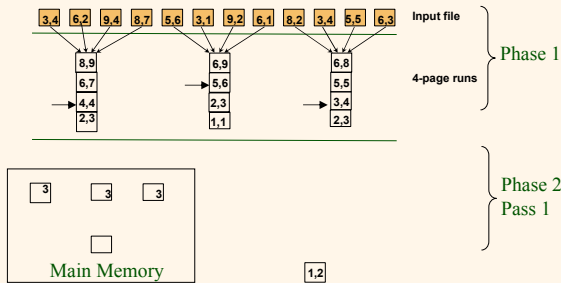 3,4 6,2 9,4 8,7 5,6 3,1 9,2 6,1 8,2 3,4 5,5 6,3 Input file
Phase 1
8,9 6,9 6,8
6,7 5,6 5,5 4-page runs
4,4 2,3 3,4
2,3 1,1 2,3
Phase 2
Pass 1
3 3 3
Main Memory 1,2